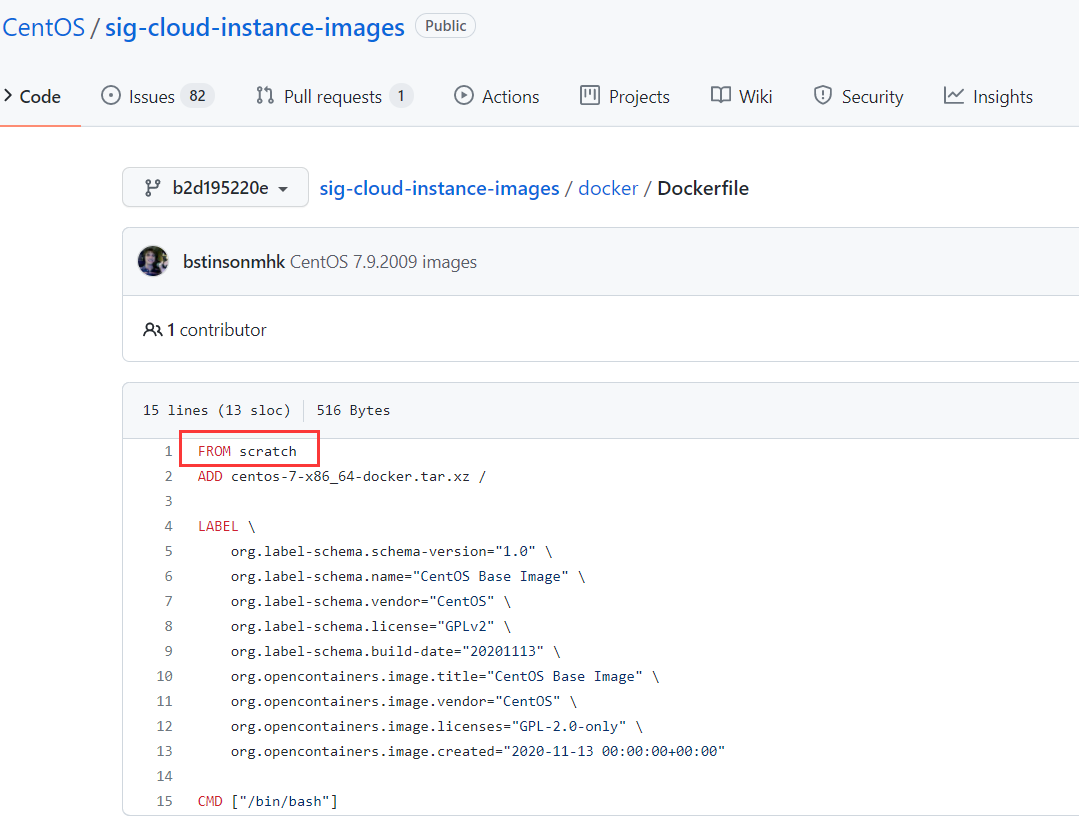 CentOS / sig-cloud-instance-images Public
Code Issues 82 Pull requests 1 Actions Projects Wiki Security Insights
b2d195220e sig-cloud-instance-images / docker / Dockerfile
bstinsonmhk CentOS 7.9.2009 images
1 contributor
15 lines (13 sloc) 516 Bytes
1 FROM scratch
2 ADD centos-7-x86_64-docker.tar.xz /
3
4 LABEL \
5     org.label-schema.schema-version="1.0" \
6     org.label-schema.name="CentOS Base Image" \
7     org.label-schema.vendor="CentOS" \
8     org.label-schema.license="GPLv2" \
9     org.label-schema.build-date="20201113" \
10     org.opencontainers.image.title="CentOS Base Image" \
11     org.opencontainers.image.vendor="CentOS" \
12     org.opencontainers.image.licenses="GPL-2.0-only" \
13     org.opencontainers.image.created="2020-11-13 00:00:00+00:00"
14
15 CMD ["/bin/bash"]